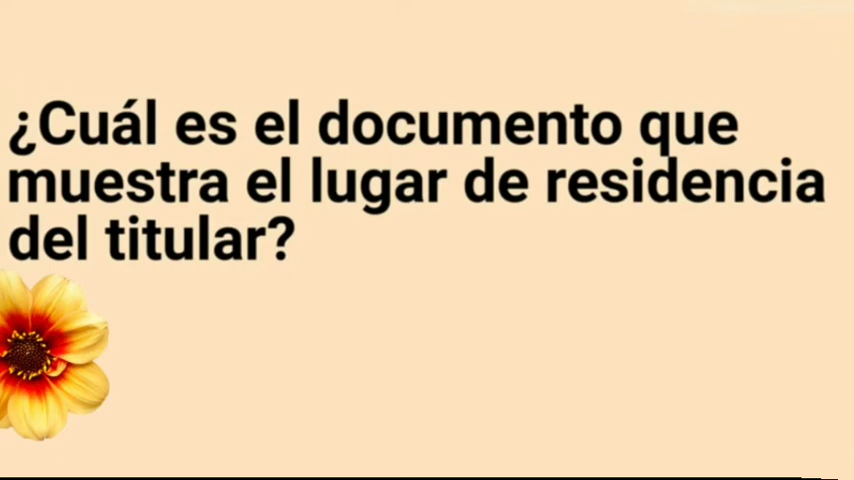 ¿Cuál es el documento que
muestra el lugar de residencia
del titular?